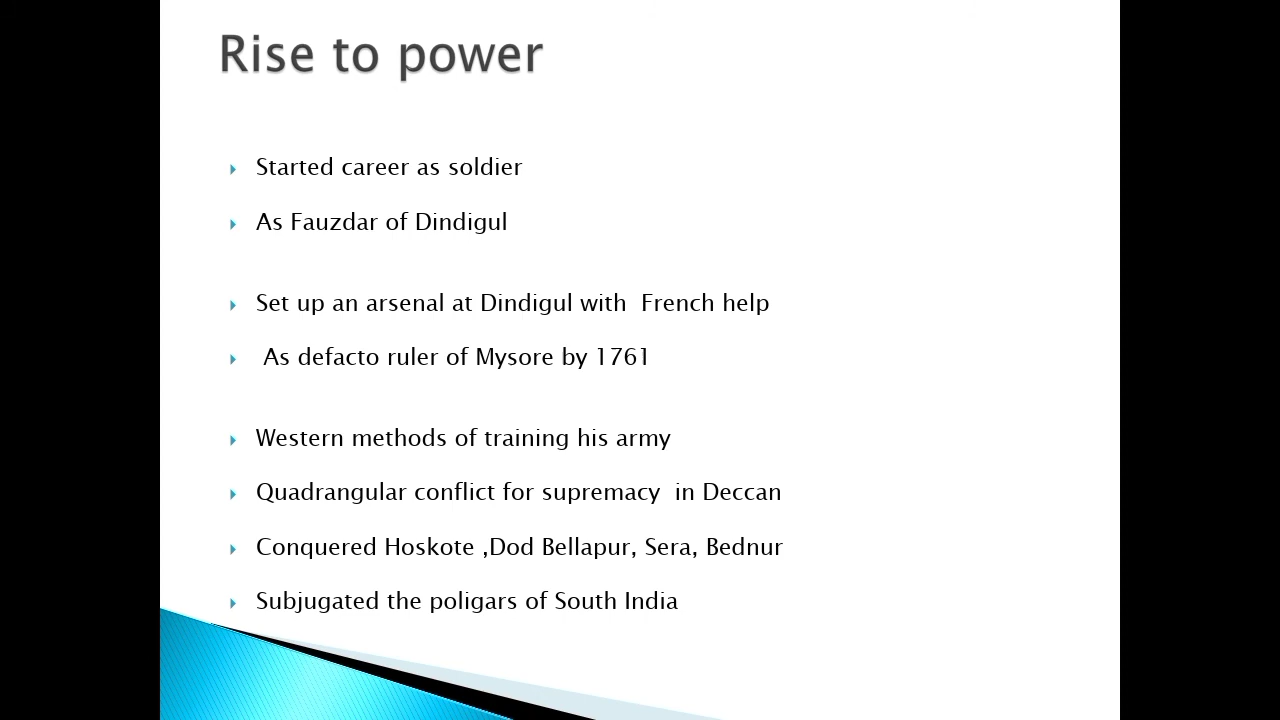 Rise to power
Started career as soldier
As Fauzdar of Dindigul
Set up an arsenal at Dindigul with  French help
As defacto ruler of Mysore by 1761
Western methods of training his army
Quadrangular conflict for supremacy  in Deccan
Conquered Hoskote ,Dod Bellapur, Sera, Bednur
Subjugated the poligars of South India